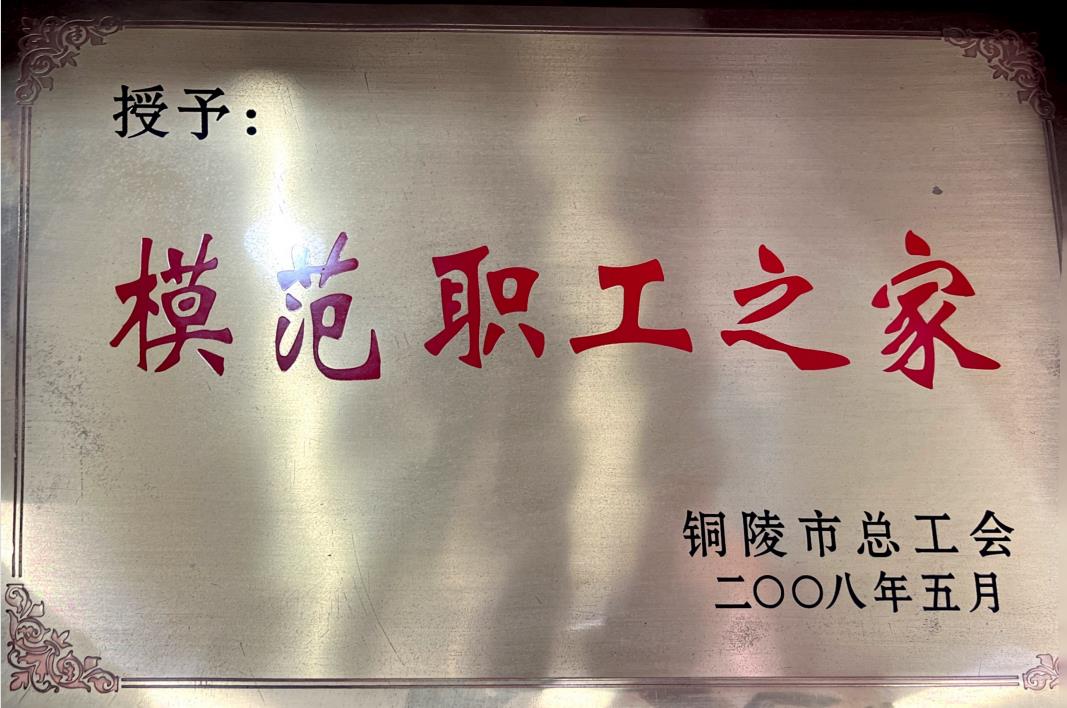 授予：
模范职工之家
铜陵市总工会
二〇〇八年五月